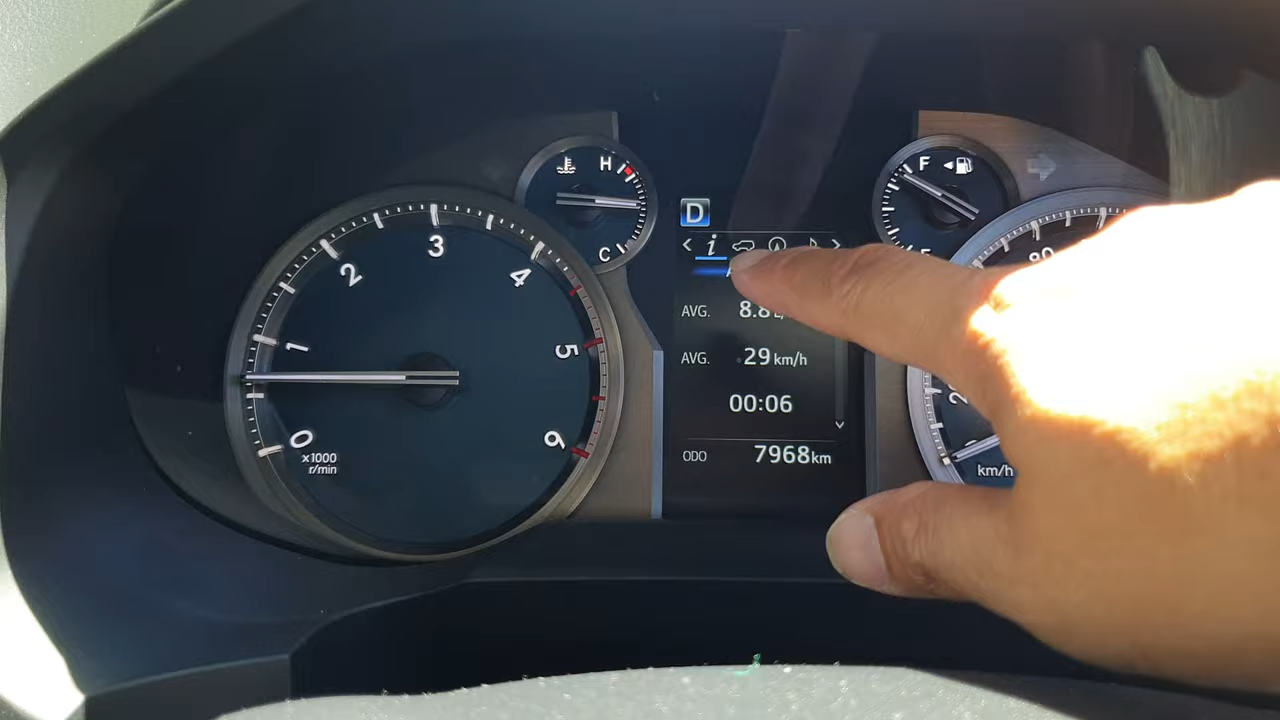 H
C
F
D
i
AVG. 8.8
AVG. 29 km/h
00:06
ODO 7968 km
0
1
2
3
4
5
6
x1000
r/min
km/h